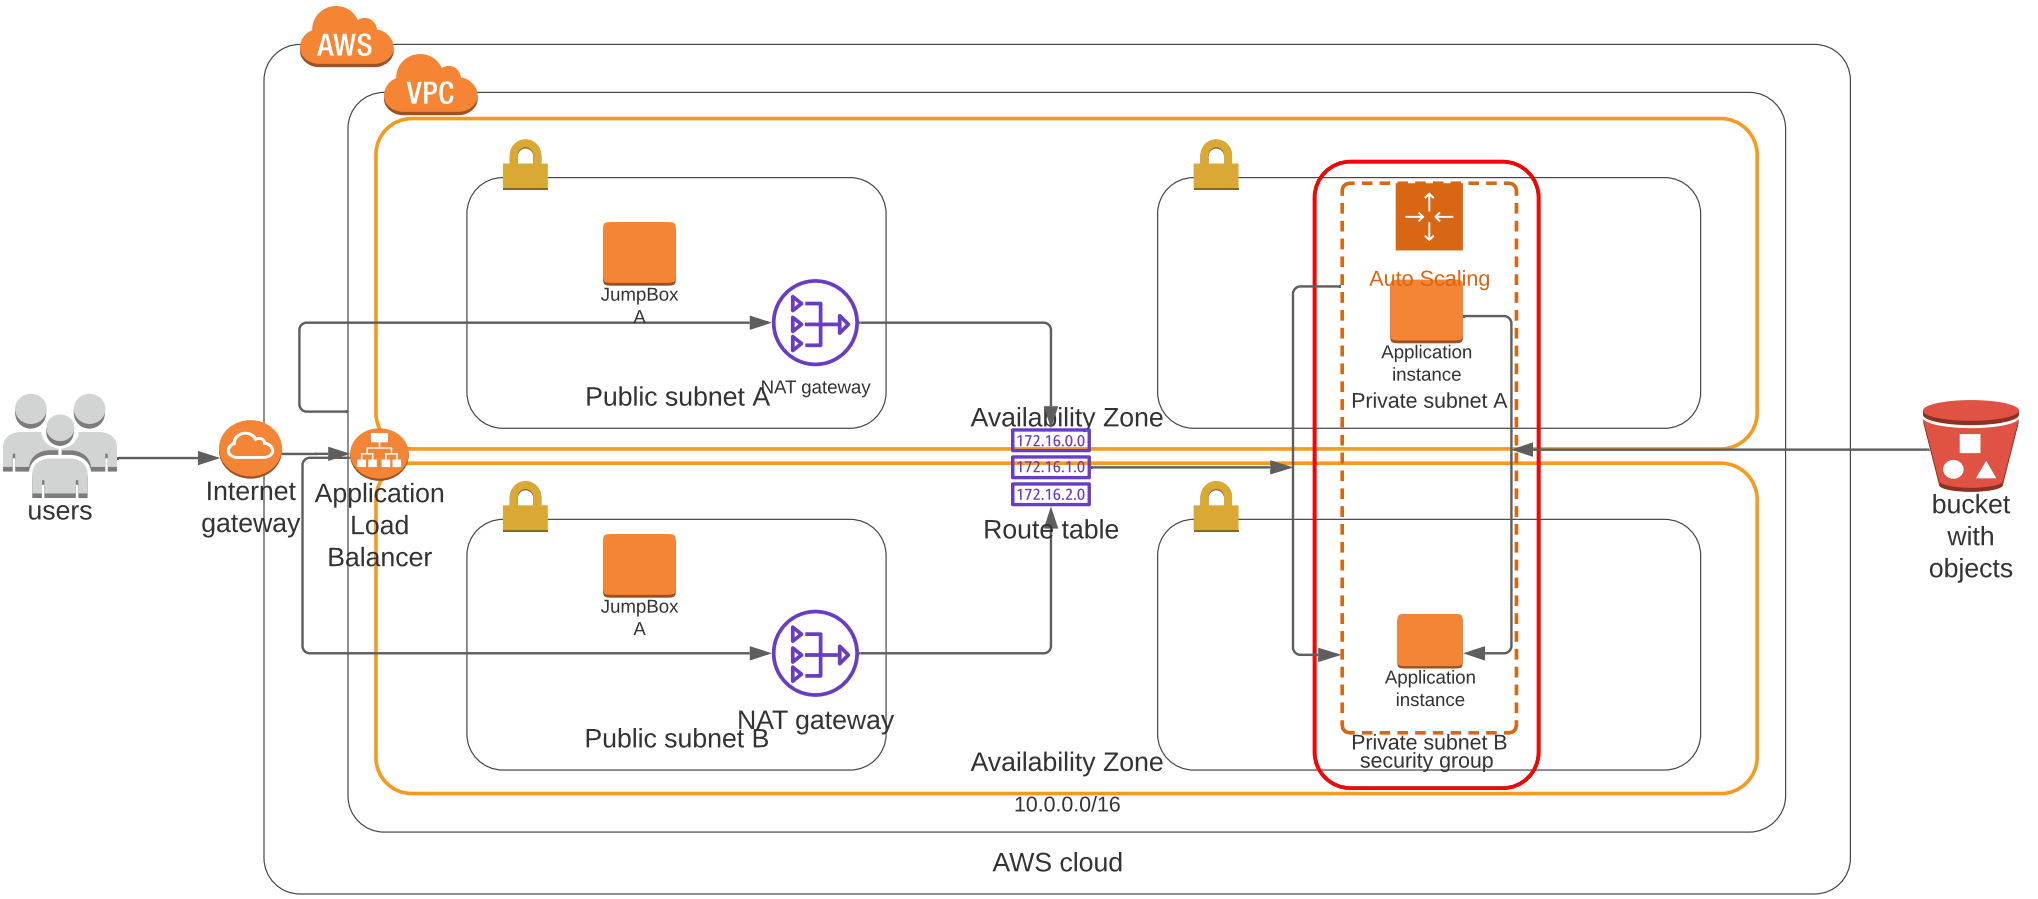 AWS
VPC
JumpBox
A
NAT gateway
Public subnet A
Auto Scaling
Application
instance
Private subnet A
Availability Zone
172.16.0.0
172.16.1.0
172.16.2.0
Route table
users
Internet
gateway
Application
Load
Balancer
bucket
with
objects
JumpBox
A
NAT gateway
Public subnet B
Application
instance
Private subnet B
security group
Availability Zone
10.0.0.0/16
AWS cloud